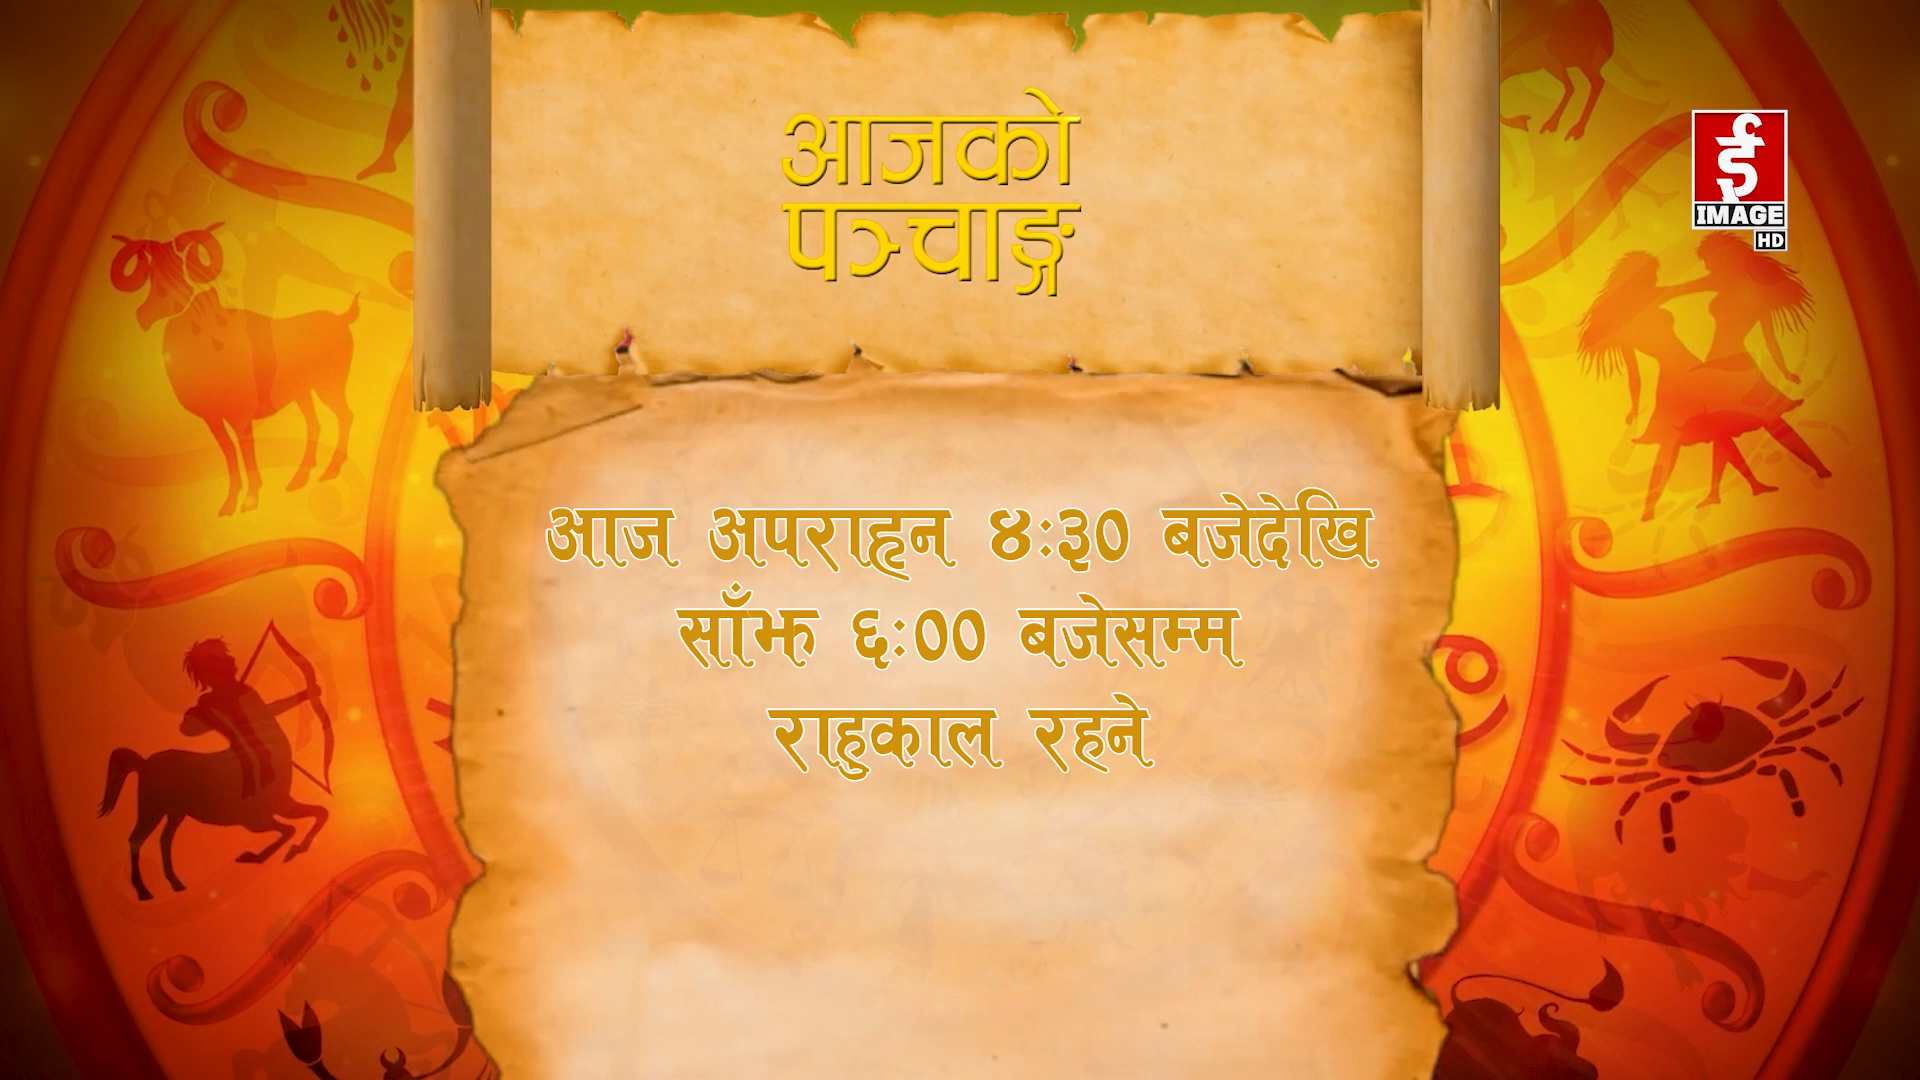 आजको
पञ्चाङ्ग
ई
IMAGE
HD
आज अपराह्न ४:३० बजेदेखि
साँझ ६:०० बजेसम्म
राहुकाल रहने